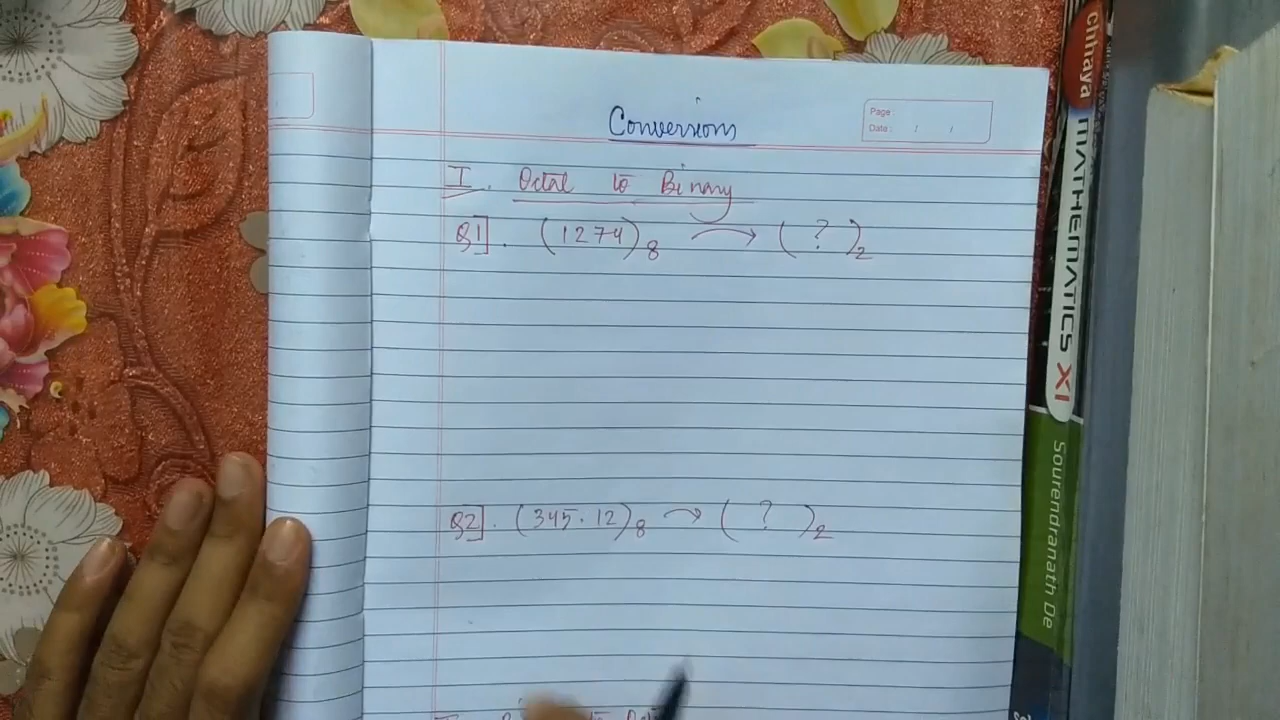 Conversions
Page:
Date: / /
I. Octal to Binary
Q1]. (1274)8 → ( ? )2
Q2]. (345.12)8 → ( ? )2
Chhaya
MATHEMATICS XI
Sourendranath De